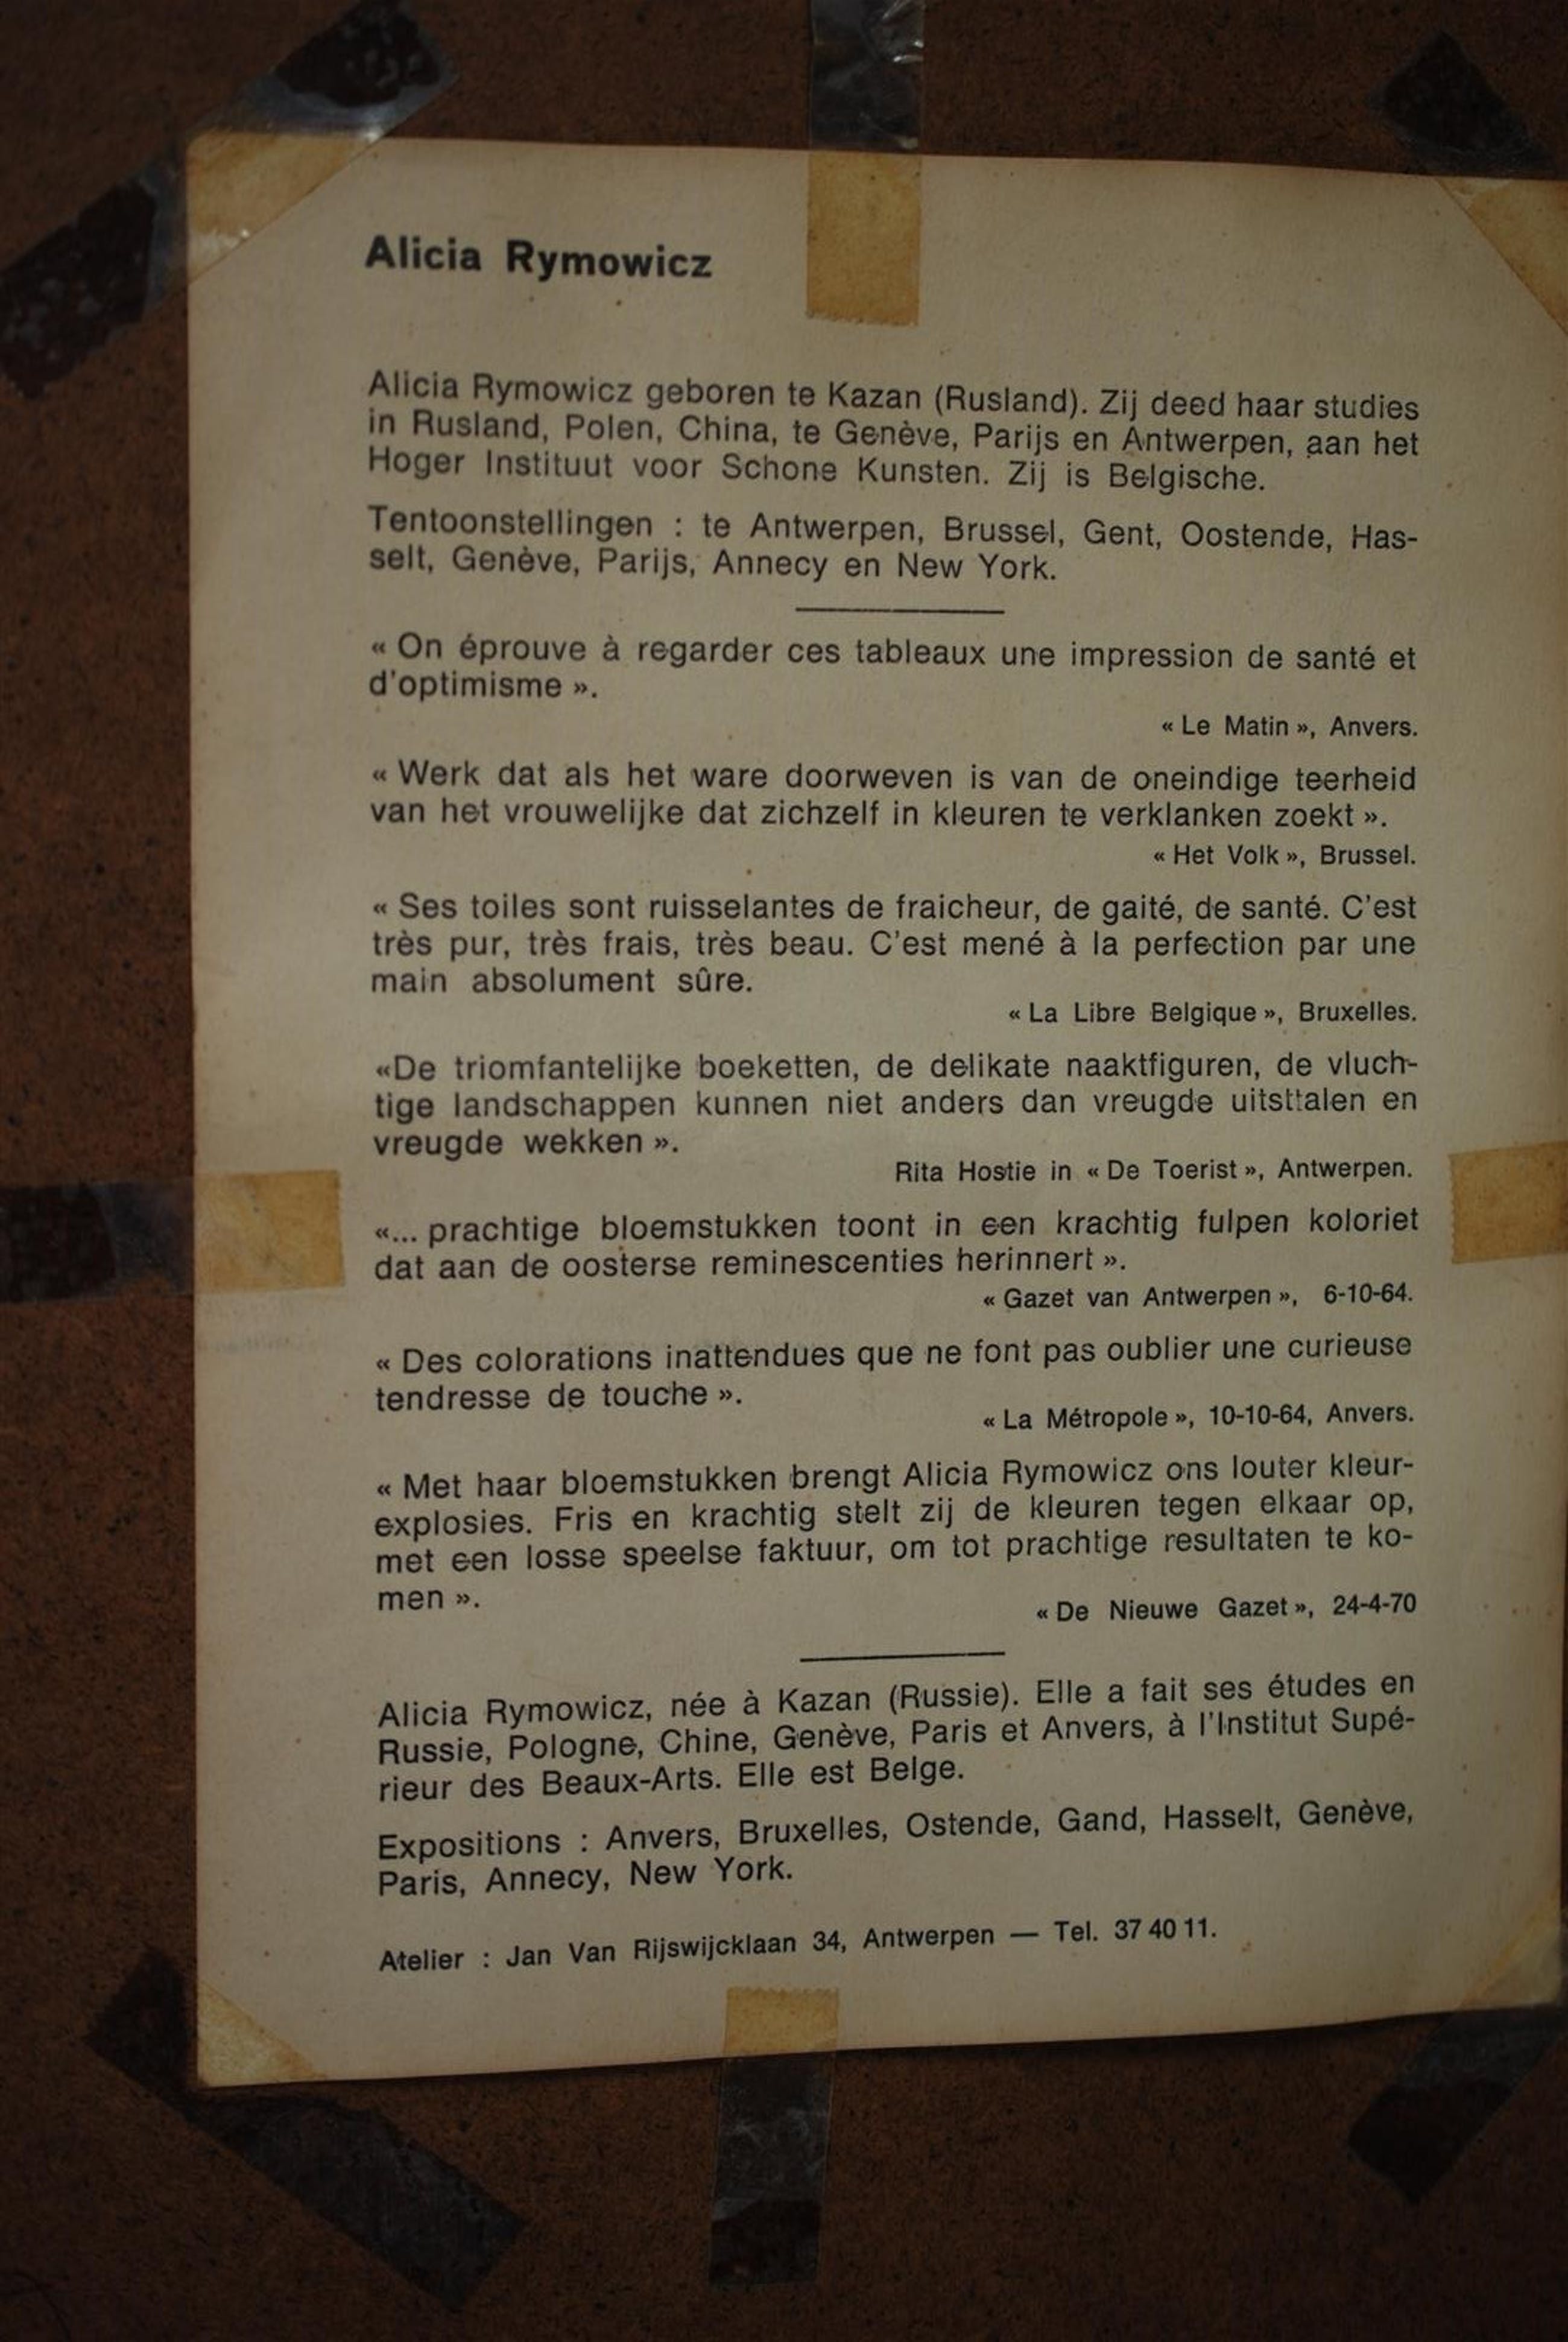 Alicia Rymowicz
Alicia Rymowicz geboren te Kazan (Rusland). Zij deed haar studies
in Rusland, Polen, China, te Genève, Parijs en Antwerpen, aan het
Hoger Instituut voor Schone Kunsten. Zij is Belgische.
Tentoonstellingen : te Antwerpen, Brussel, Gent, Oostende, Has-
selt, Genève, Parijs, Annecy en New York.
« On éprouve à regarder ces tableaux une impression de santé et
d'optimisme ».
« Le Matin », Anvers.
« Werk dat als het ware doorweven is van de oneindige teerheid
van het vrouwelijke dat zichzelf in kleuren te verklanken zoekt ».
« Het Volk », Brussel.
« Ses toiles sont ruisselantes de fraicheur, de gaité, de santé. C'est
très pur, très frais, très beau. C'est mené à la perfection par une
main absolument sûre.
« La Libre Belgique », Bruxelles.
«De triomfantelijke boeketten, de delikate naaktfiguren, de vluch-
tige landschappen kunnen niet anders dan vreugde uitsttalen en
vreugde wekken ».
Rita Hostie in « De Toerist », Antwerpen.
«... prachtige bloemstukken toont in een krachtig fulpen koloriet
dat aan de oosterse reminescenties herinnert ».
« Gazet van Antwerpen », 6-10-64.
« Des colorations inattendues que ne font pas oublier une curieuse
tendresse de touche ».
« La Métropole », 10-10-64, Anvers.
« Met haar bloemstukken brengt Alicia Rymowicz ons louter kleur-
explosies. Fris en krachtig stelt zij de kleuren tegen elkaar op,
met een losse speelse faktuur, om tot prachtige resultaten te ko-
men ».
« De Nieuwe Gazet », 24-4-70
Alicia Rymowicz, née à Kazan (Russie). Elle a fait ses études en
Russie, Pologne, Chine, Genève, Paris et Anvers, à l'Institut Supé-
rieur des Beaux-Arts. Elle est Belge.
Expositions : Anvers, Bruxelles, Ostende, Gand, Hasselt, Genève,
Paris, Annecy, New York.
Atelier : Jan Van Rijswijcklaan 34, Antwerpen — Tel. 37 40 11.